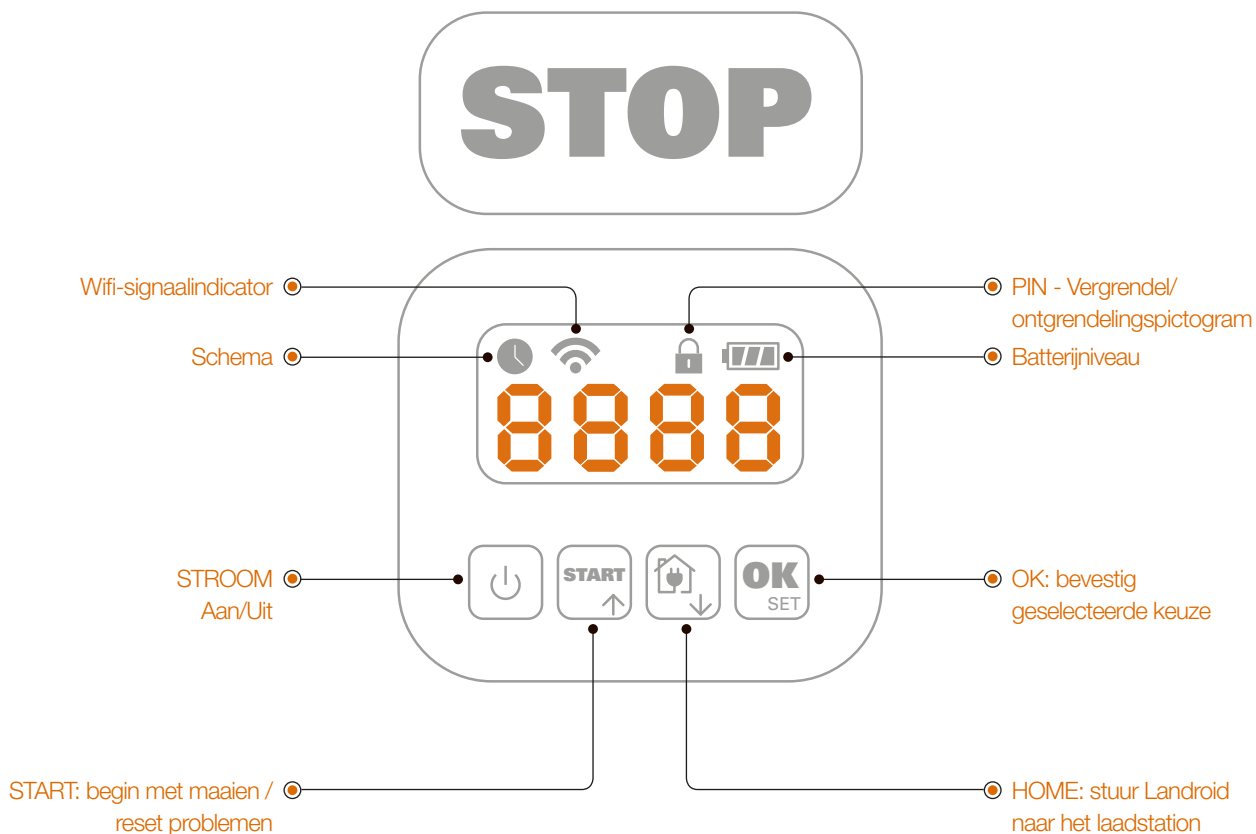 STOP
Wifi-signaalindicator
PIN - Vergrendel/
ontgrendelingspictogram
Schema
Batterijniveau
8888
STROOM
Aan/Uit
START
OK
SET
OK: bevestig
geselecteerde keuze
START: begin met maaien /
reset problemen
HOME: stuur Landroid
naar het laadstation